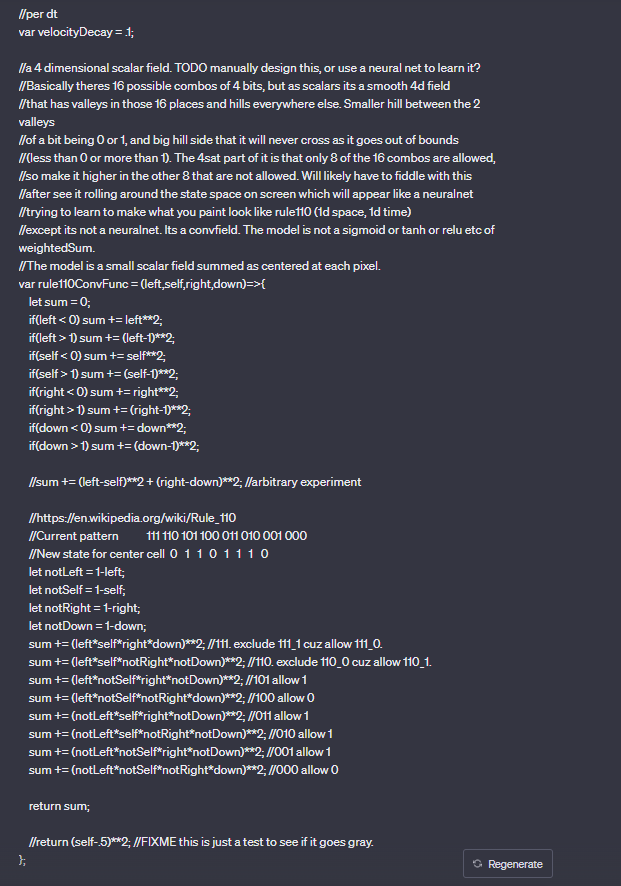 //per dt
var velocityDecay = .1;
//a 4 dimensional scalar field. TODO manually design this, or use a neural net to learn it?
//Basically theres 16 possible combos of 4 bits, but as scalars its a smooth 4d field
//that has valleys in those 16 places and hills everywhere else. Smaller hill between the 2
valleys
//of a bit being 0 or 1, and big hill side that it will never cross as it goes out of bounds
//(less than 0 or more than 1). The 4sat part of it is that only 8 of the 16 combos are allowed,
//so make it higher in the other 8 that are not allowed. Will likely have to fiddle with this
//after see it rolling around the state space on screen which will appear like a neuralnet
//trying to learn to make what you paint look like rule110 (1d space, 1d time)
//except its not a neuralnet. Its a convfield. The model is not a sigmoid or tanh or relu etc of
weightedSum.
//The model is a small scalar field summed as centered at each pixel.
var rule110ConvFunc = (left,self,right,down)=>{
let sum = 0;
if(left < 0) sum += left**2;
if(left > 1) sum += (left-1)**2;
if(self < 0) sum += self**2;
if(self > 1) sum += (self-1)**2;
if(right < 0) sum += right**2;
if(right > 1) sum += (right-1)**2;
if(down < 0) sum += down**2;
if(down > 1) sum += (down-1)**2;
//sum += (left-self)**2 + (right-down)**2; //arbitrary experiment
//https://en.wikipedia.org/wiki/Rule_110
//Current pattern 111 110 101 100 011 010 001 000
//New state for center cell 0 1 1 0 1 1 1 0
let notLeft = 1-left;
let notSelf = 1-self;
let notRight = 1-right;
let notDown = 1-down;
sum += (left*self*right*down)**2; //111. exclude 111_1 cuz allow 111_0.
sum += (left*self*notRight*notDown)**2; //110. exclude 110_0 cuz allow 110_1.
sum += (left*notSelf*right*notDown)**2; //101 allow 1
sum += (left*notSelf*notRight*down)**2; //100 allow 0
sum += (notLeft*self*right*notDown)**2; //011 allow 1
sum += (notLeft*self*notRight*notDown)**2; //010 allow 1
sum += (notLeft*notSelf*right*notDown)**2; //001 allow 1
sum += (notLeft*notSelf*notRight*down)**2; //000 allow 0
return sum;
//return (self-.5)**2; //FIXME this is just a test to see if it goes gray.
};
Regenerate